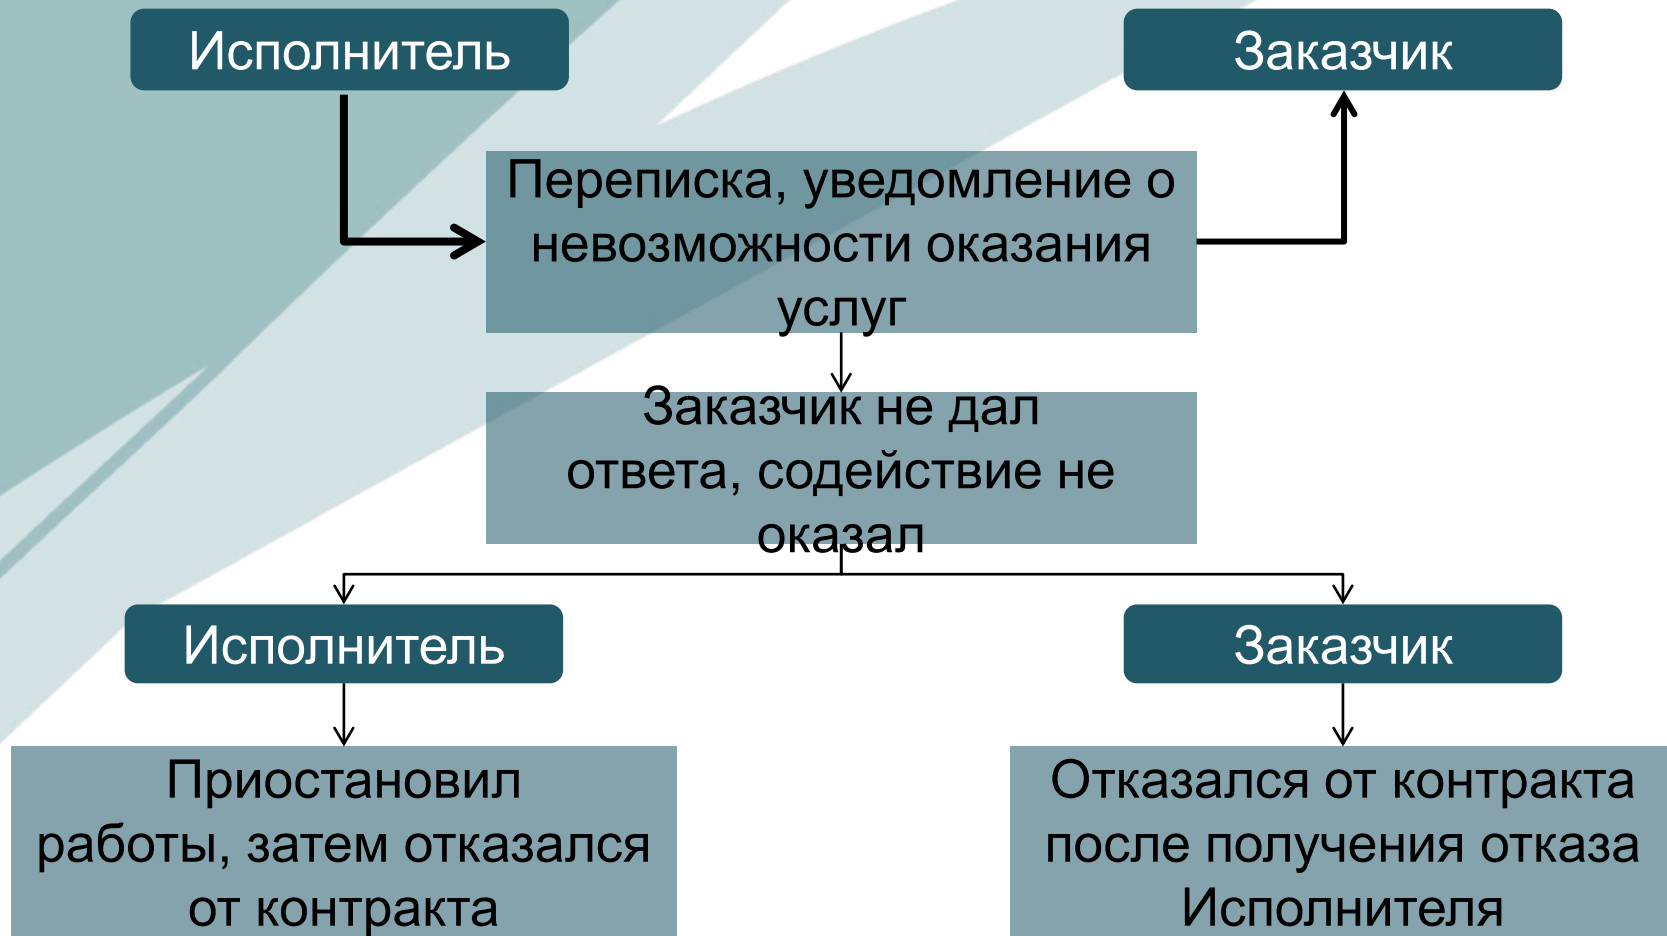 Исполнитель
Заказчик
Переписка, уведомление о
невозможности оказания
услуг
Заказчик не дал
ответа, содействие не
оказал
Исполнитель
Заказчик
Приостановил
работы, затем отказался
от контракта
Отказался от контракта
после получения отказа
Исполнителя